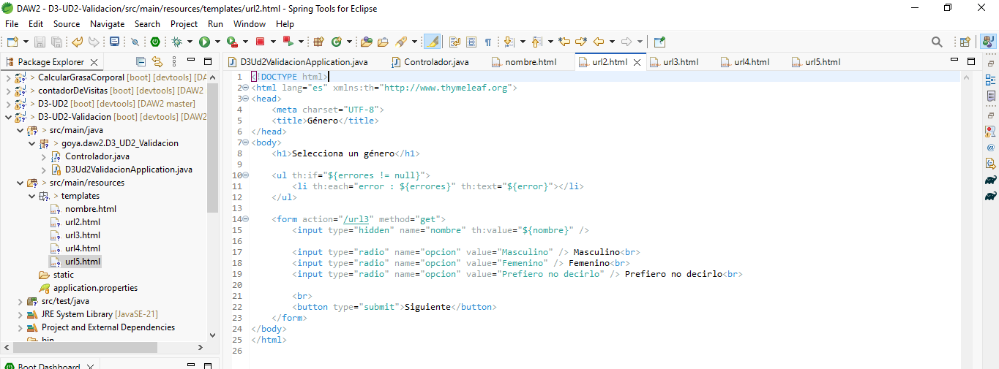 DAW2 - D3-UD2-Validacion/src/main/resources/templates/url2.html - Spring Tools for Eclipse
File Edit Source Navigate Search Project Run Window Help
Package Explorer
CalcularGrasaCorporal [boot] [devtools] [DA
contadorDeVisitas [boot] [devtools] [DAW2
D3-UD2 [boot] [devtools] [DAW2 master]
D3-UD2-Validacion [boot] [devtools] [DAW2
> src/main/java
> goya.daw2.D3_UD2_Validacion
Controlador.java
D3Ud2ValidacionApplication.java
> src/main/resources
> templates
nombre.html
url2.html
url3.html
url4.html
url5.html
static
application.properties
src/test/java
JRE System Library [JavaSE-21]
Project and External Dependencies
bin
Boot Dashboard
D3Ud2ValidacionApplication.java Controlador.java nombre.html url2.html url3.html url4.html url5.html
1 <!DOCTYPE html>
2 <html lang="es" xmlns:th="http://www.thymeleaf.org">
3 <head>
4 <meta charset="UTF-8">
5 <title>Género</title>
6 </head>
7 <body>
8 <h1>Selecciona un género</h1>
9
10 <ul th:if="${errores != null}">
11 <li th:each="error : ${errores}" th:text="${error}"></li>
12 </ul>
13
14 <form action="/url3" method="get">
15 <input type="hidden" name="nombre" th:value="${nombre}" />
16
17 <input type="radio" name="opcion" value="Masculino" /> Masculino<br>
18 <input type="radio" name="opcion" value="Femenino" /> Femenino<br>
19 <input type="radio" name="opcion" value="Prefiero no decirlo" /> Prefiero no decirlo<br>
20
21 <br>
22 <button type="submit">Siguiente</button>
23 </form>
24 </body>
25 </html>
26